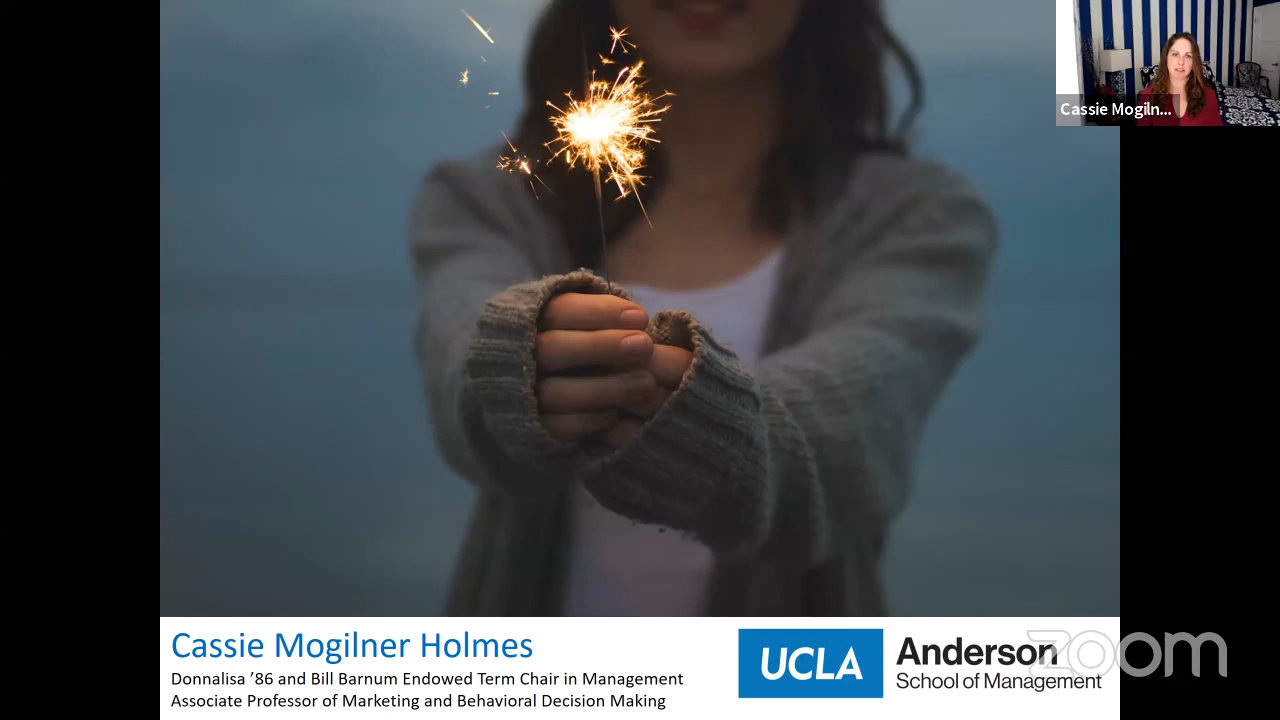 Cassie Mogiln...
Cassie Mogilner Holmes
Donnalisa ’86 and Bill Barnum Endowed Term Chair in Management
Associate Professor of Marketing and Behavioral Decision Making
UCLA
Anderson
School of Management
zoom